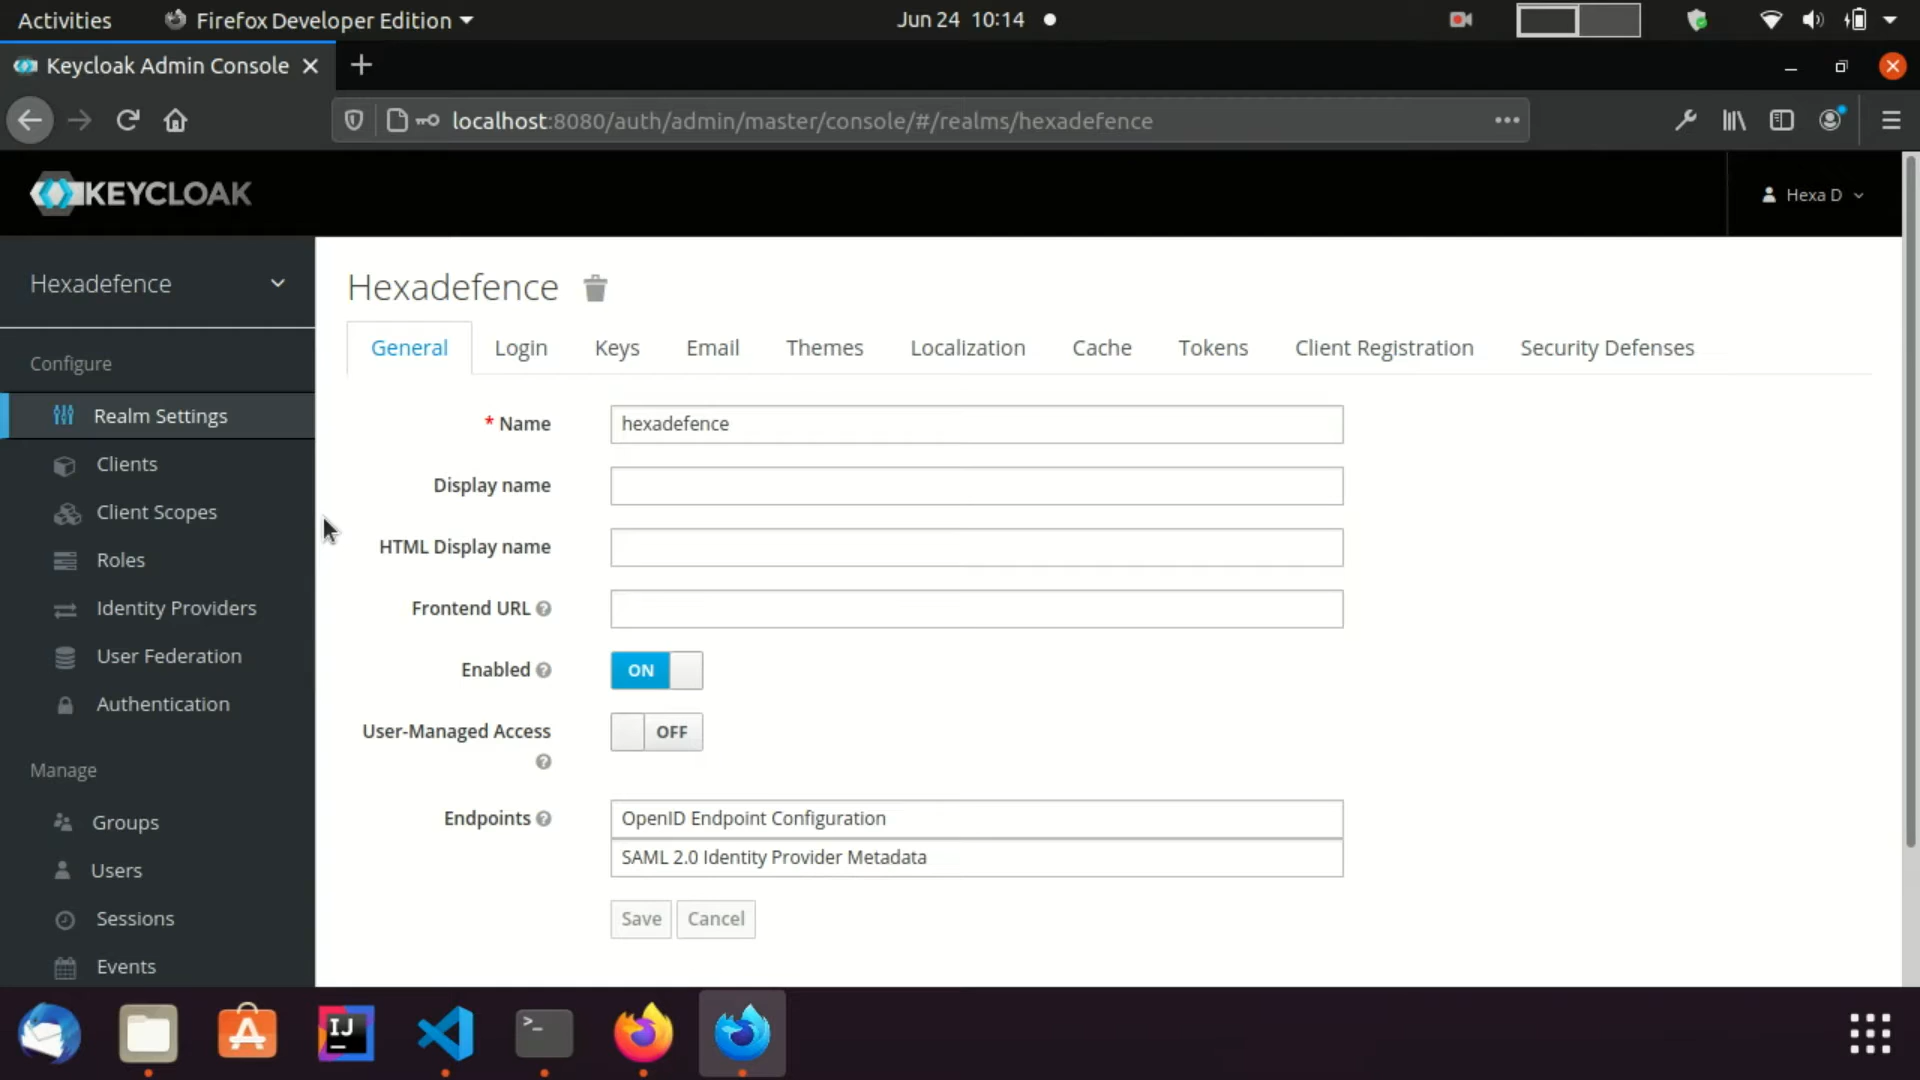 Activities
Firefox Developer Edition
Jun 24 10:14
Keycloak Admin Console
localhost:8080/auth/admin/master/console/#/realms/hexadefence
KEYCLOAK
Hexa D
Hexadefence
Configure
Realm Settings
Clients
Client Scopes
Roles
Identity Providers
User Federation
Authentication
Manage
Groups
Users
Sessions
Events
Hexadefence
General Login Keys Email Themes Localization Cache Tokens Client Registration Security Defenses
* Name hexadefence
Display name
HTML Display name
Frontend URL
Enabled ON
User-Managed Access OFF
Endpoints OpenID Endpoint Configuration
SAML 2.0 Identity Provider Metadata
Save Cancel
IJ